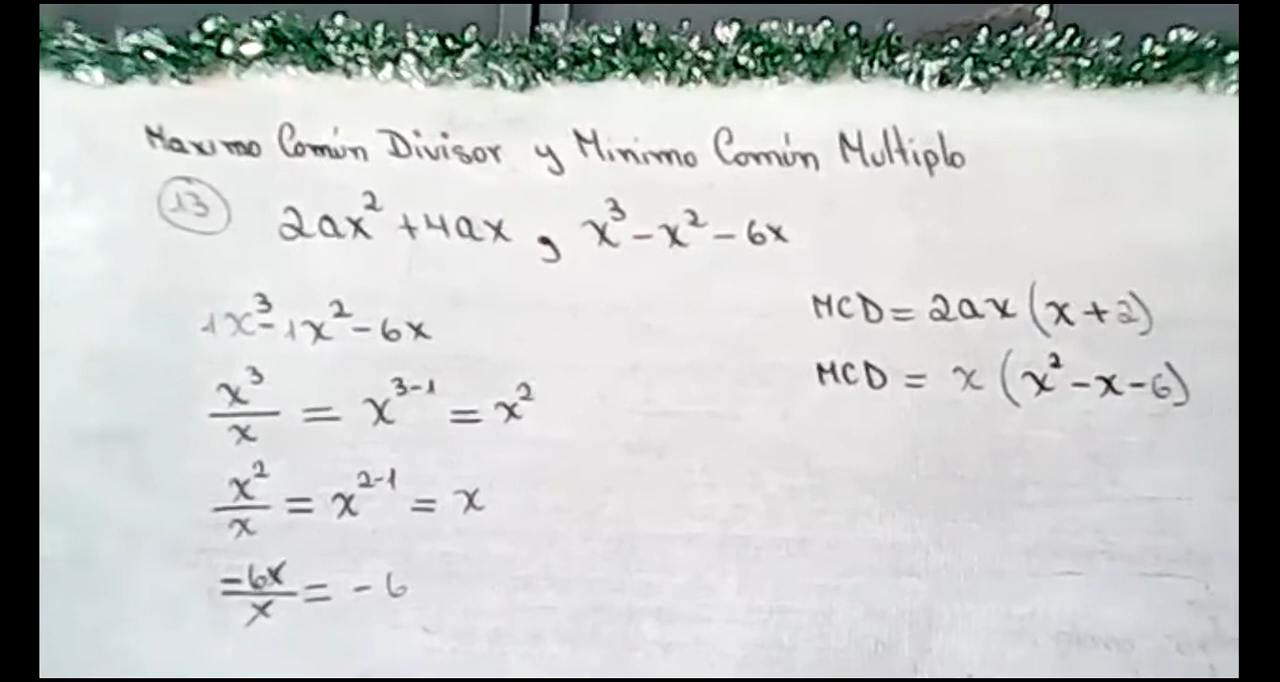 Maximo Común Divisor y Minimo Común Multiplo
13 2ax² + 4ax , x³ - x² - 6x
1x³ - 1x² - 6x
x³/x = x³⁻¹ = x²
x²/x = x²⁻¹ = x
-6x/x = -6
MCD = 2ax (x+2)
MCD = x (x² - x - 6)